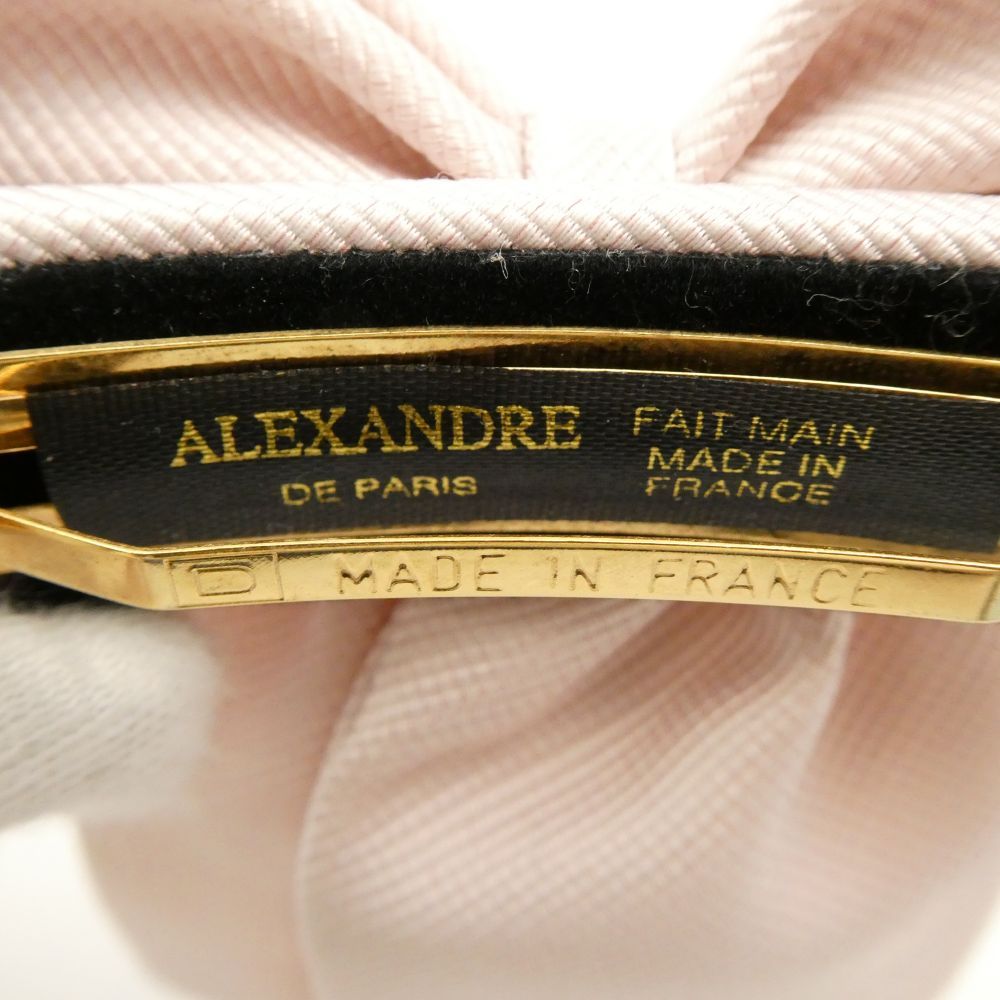 ALEXANDRE
DE PARIS
FAIT MAIN
MADE IN
FRANCE
D MADE IN FRANCE